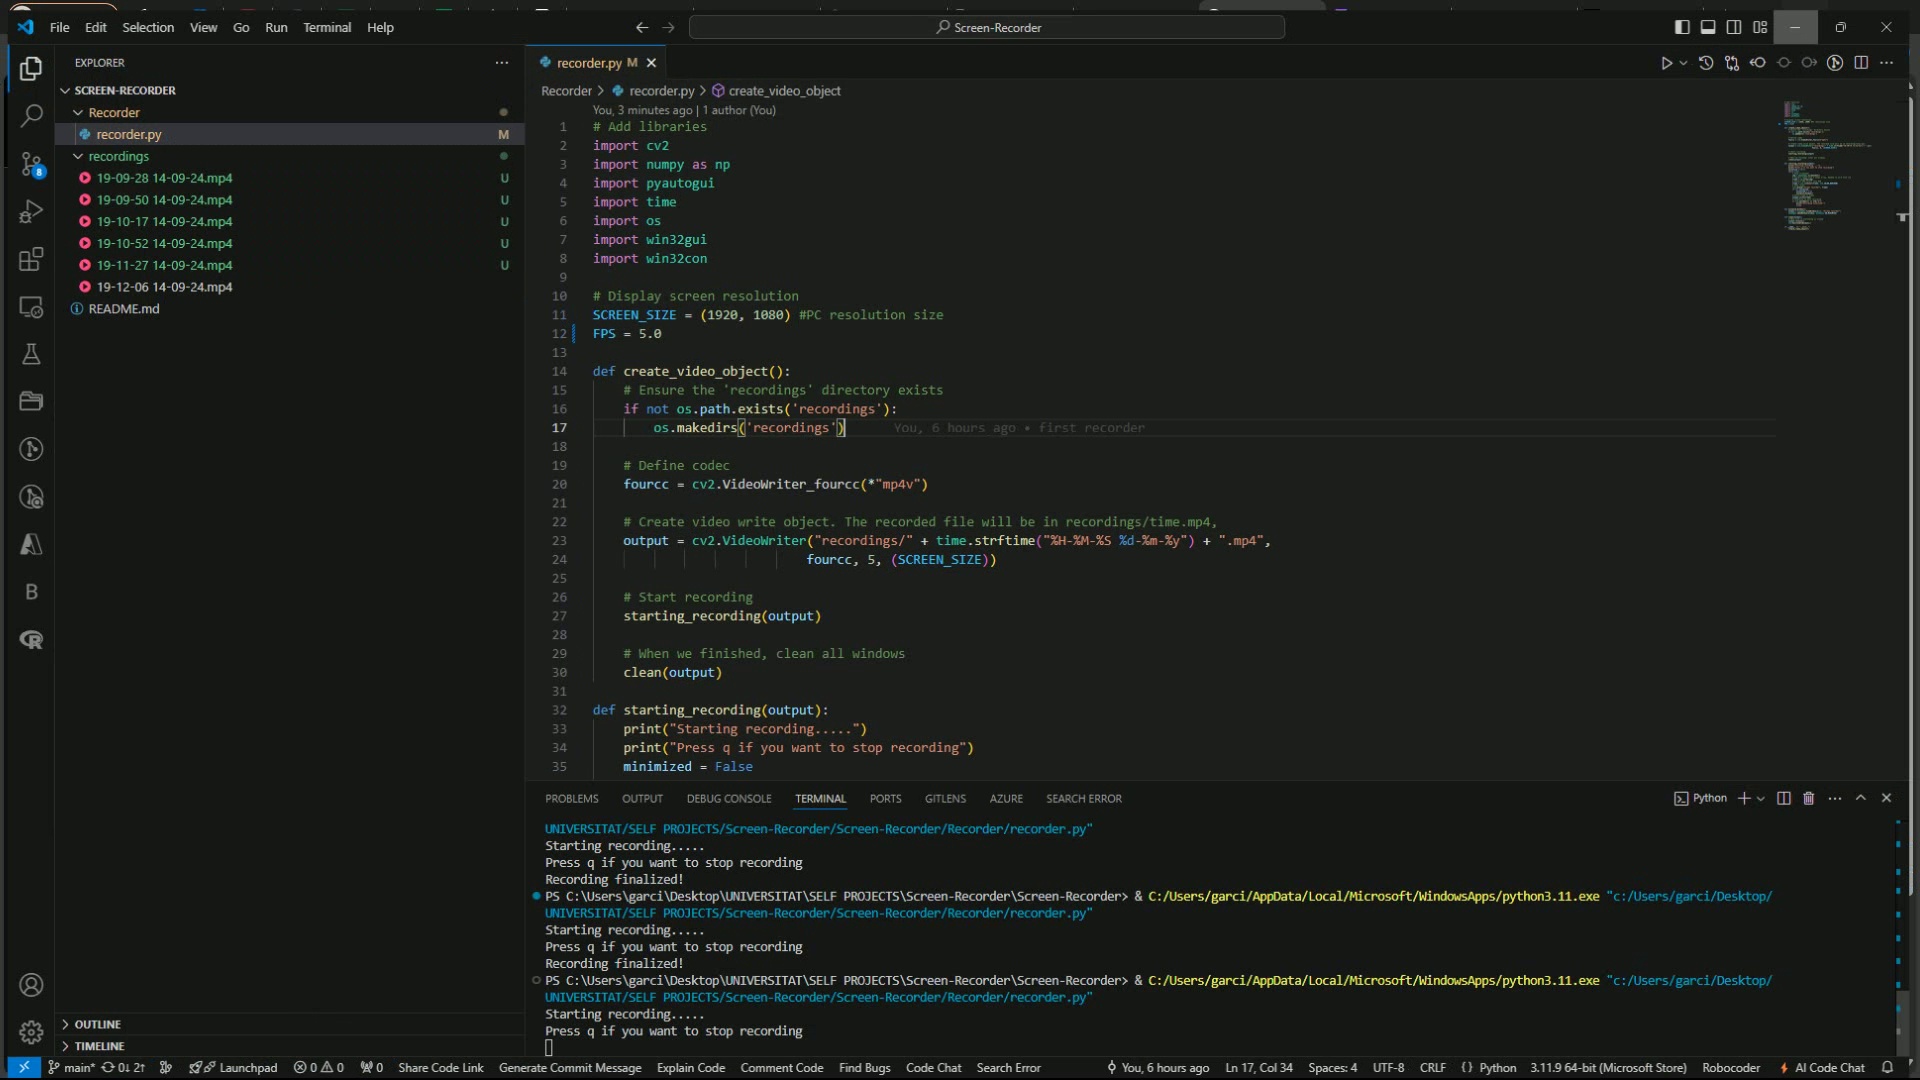 File Edit Selection View Go Run Terminal Help
Screen-Recorder
EXPLORER
SCREEN-RECORDER
Recorder
recorder.py M
recordings
19-09-28 14-09-24.mp4 U
19-09-50 14-09-24.mp4 U
19-10-17 14-09-24.mp4 U
19-10-52 14-09-24.mp4 U
19-11-27 14-09-24.mp4 U
19-12-06 14-09-24.mp4
README.md
OUTLINE
TIMELINE
recorder.py M
Recorder > recorder.py > create_video_object
You, 3 minutes ago | 1 author (You)
1 # Add libraries
2 import cv2
3 import numpy as np
4 import pyautogui
5 import time
6 import os
7 import win32gui
8 import win32con
9
10 # Display screen resolution
11 SCREEN_SIZE = (1920, 1080) #PC resolution size
12 FPS = 5.0
13
14 def create_video_object():
15 # Ensure the 'recordings' directory exists
16 if not os.path.exists('recordings'):
17 os.makedirs('recordings') You, 6 hours ago • first recorder
18
19 # Define codec
20 fourcc = cv2.VideoWriter_fourcc(*"mp4v")
21
22 # Create video write object. The recorded file will be in recordings/time.mp4,
23 output = cv2.VideoWriter("recordings/" + time.strftime("%H-%M-%S %d-%m-%y") + ".mp4",
24 fourcc, 5, (SCREEN_SIZE))
25
26 # Start recording
27 starting_recording(output)
28
29 # When we finished, clean all windows
30 clean(output)
31
32 def starting_recording(output):
33 print("Starting recording.....")
34 print("Press q if you want to stop recording")
35 minimized = False
PROBLEMS OUTPUT DEBUG CONSOLE TERMINAL PORTS GITLENS AZURE SEARCH ERROR
Python
UNIVERSITAT/SELF PROJECTS/Screen-Recorder/Screen-Recorder/Recorder/recorder.py"
Starting recording.....
Press q if you want to stop recording
Recording finalized!
PS C:\Users\garci\Desktop\UNIVERSITAT\SELF PROJECTS\Screen-Recorder\Screen-Recorder> & C:/Users/garci/AppData/Local/Microsoft/WindowsApps/python3.11.exe "c:/Users/garci/Desktop/
UNIVERSITAT/SELF PROJECTS/Screen-Recorder/Screen-Recorder/Recorder/recorder.py"
Starting recording.....
Press q if you want to stop recording
Recording finalized!
PS C:\Users\garci\Desktop\UNIVERSITAT\SELF PROJECTS\Screen-Recorder\Screen-Recorder> & C:/Users/garci/AppData/Local/Microsoft/WindowsApps/python3.11.exe "c:/Users/garci/Desktop/
UNIVERSITAT/SELF PROJECTS/Screen-Recorder/Screen-Recorder/Recorder/recorder.py"
Starting recording.....
Press q if you want to stop recording
main* 0↓ 2↑ Launchpad 0 0 0 Share Code Link Generate Commit Message Explain Code Comment Code Find Bugs Code Chat Search Error You, 6 hours ago Ln 17, Col 34 Spaces: 4 UTF-8 CRLF { } Python 3.11.9 64-bit (Microsoft Store) Robocoder AI Code Chat